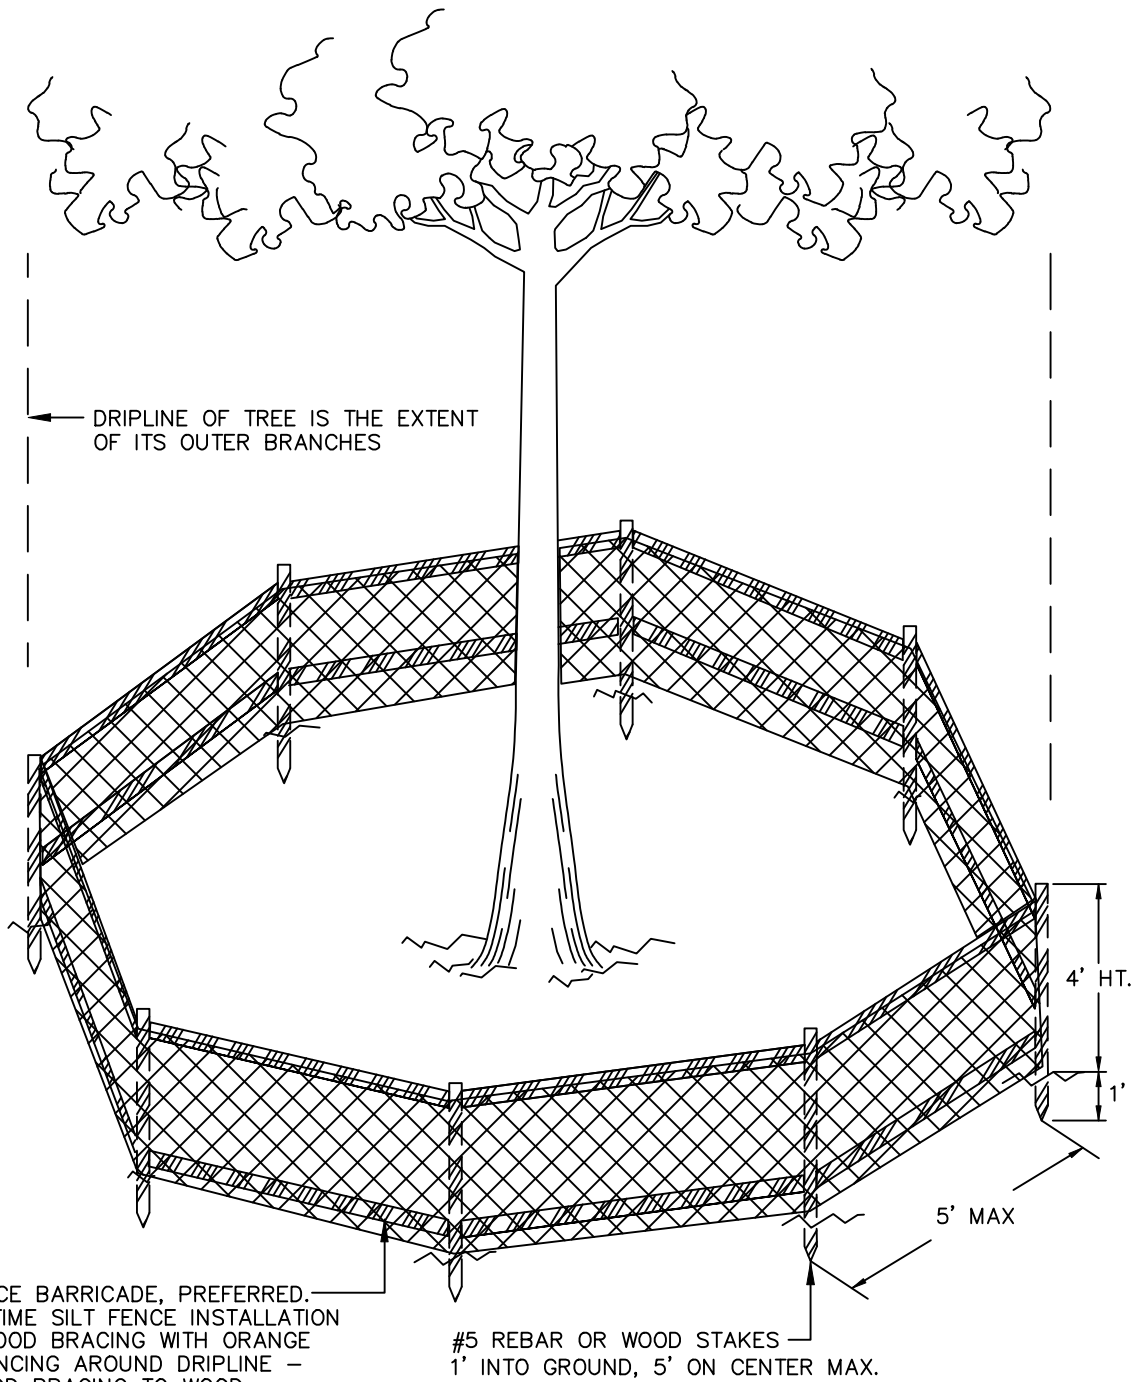 DRIPLINE OF TREE IS THE EXTENT
OF ITS OUTER BRANCHES
4' HT.
1'
5' MAX
BARRICADE, PREFERRED.
SILT FENCE INSTALLATION
BRACING WITH ORANGE
AROUND DRIPLINE –
BRACING TO WOOD
#5 REBAR OR WOOD STAKES
1' INTO GROUND, 5' ON CENTER MAX.